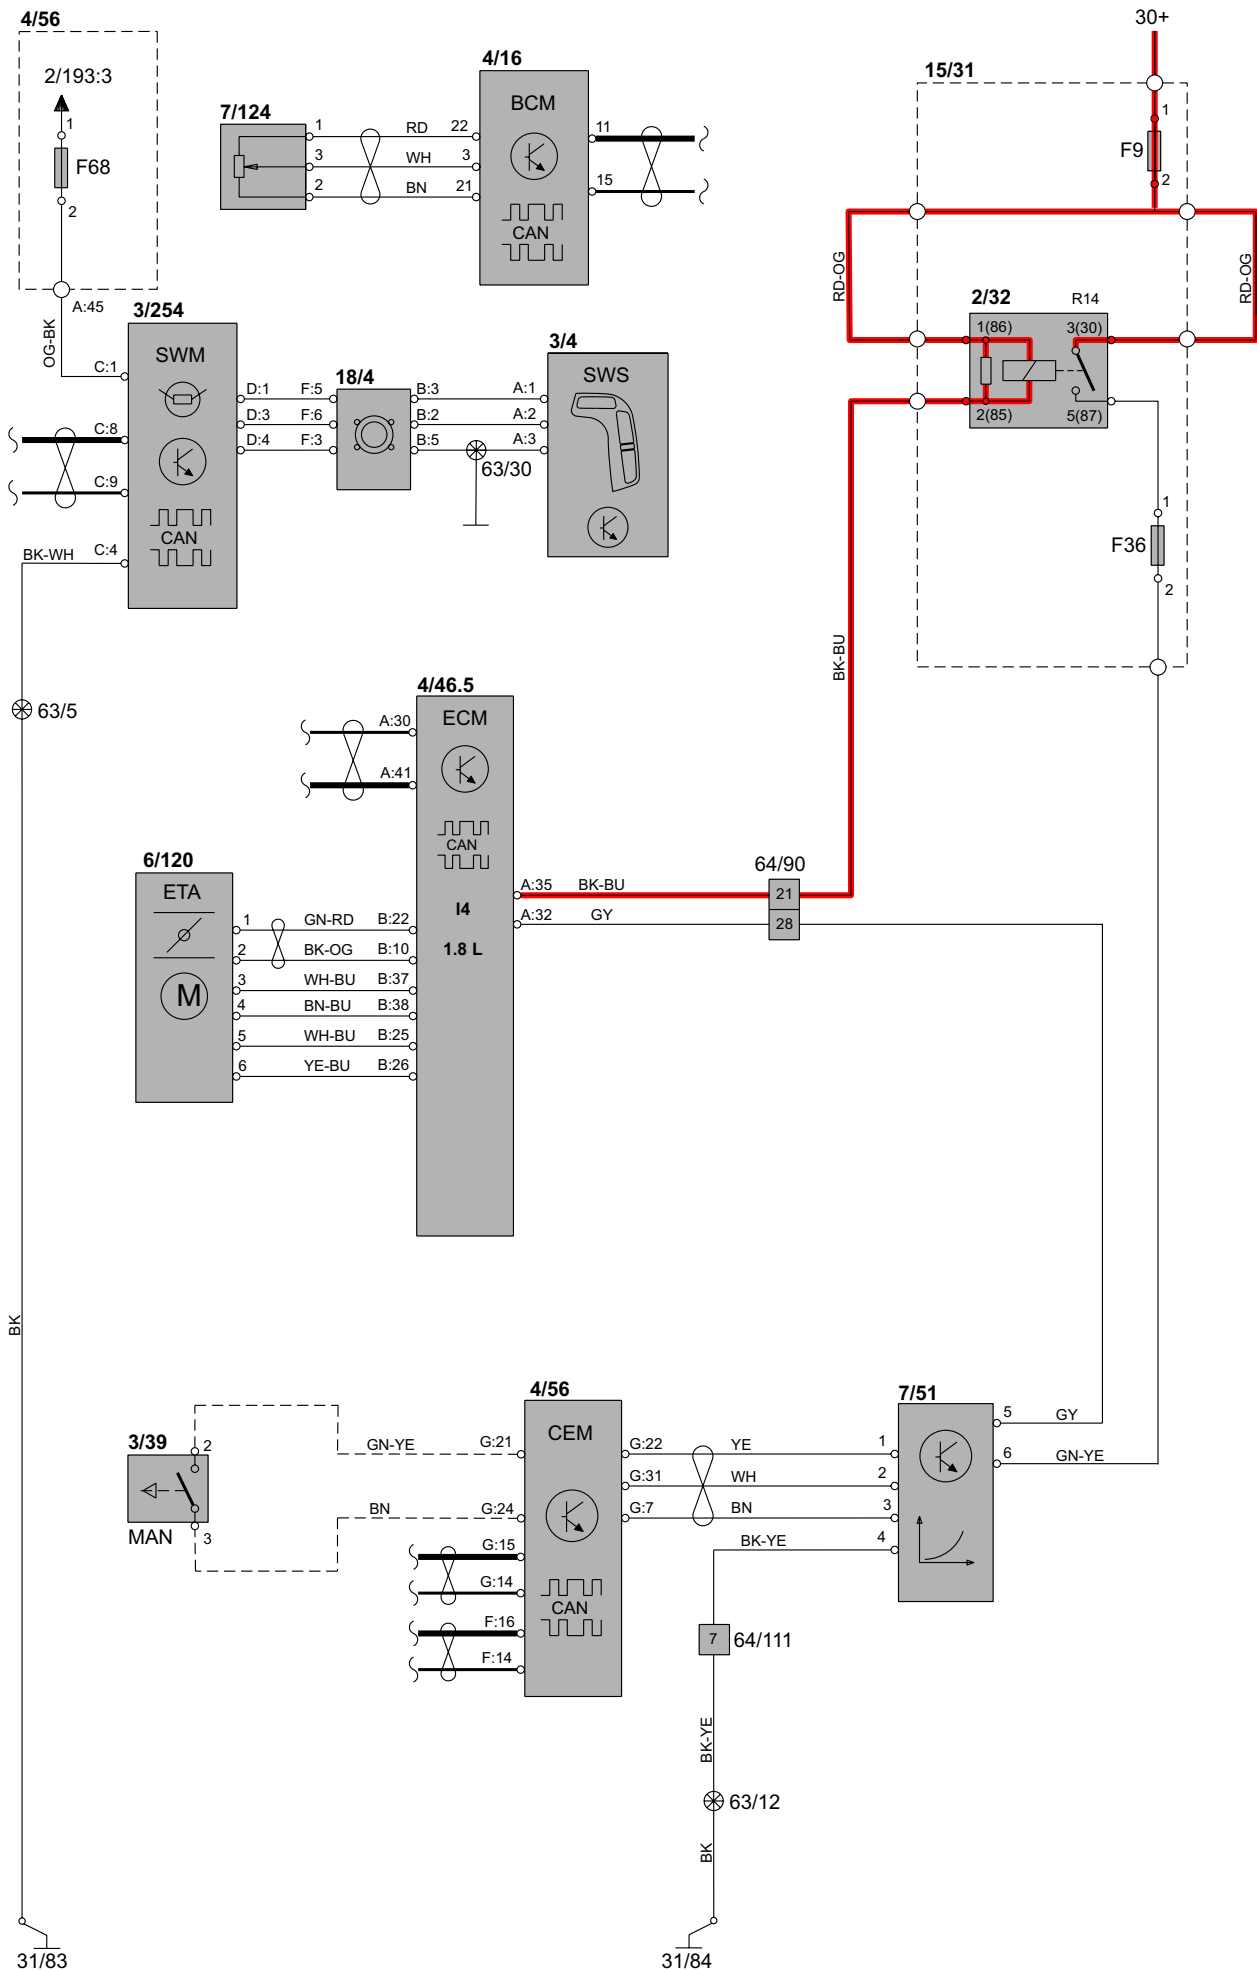 4/56
2/193:3
1
F68
2
A:45
OG-BK
7/124
1
RD
22
3
WH
3
2
BN
21
4/16
BCM
CAN
11
15
30+
15/31
1
F9
2
RD-OG
RD-OG
2/32
R14
1(86)
3(30)
2(85)
5(87)
1
F36
2
BK-BU
3/254
SWM
CAN
C:1
C:8
C:9
BK-WH
C:4
D:1
F:5
D:3
F:6
D:4
F:3
18/4
B:3
A:1
B:2
A:2
B:5
A:3
63/30
3/4
SWS
63/5
4/46.5
ECM
CAN
I4
1.8 L
A:30
A:41
6/120
ETA
M
1
GN-RD
B:22
2
BK-OG
B:10
3
WH-BU
B:37
4
BN-BU
B:38
5
WH-BU
B:25
6
YE-BU
B:26
A:35
BK-BU
A:32
GY
64/90
21
28
BK
3/39
MAN
2
3
GN-YE
G:21
BN
G:24
G:15
G:14
F:16
F:14
4/56
CEM
CAN
G:22
YE
1
G:31
WH
2
G:7
BN
3
BK-YE
4
7/51
5
GY
6
GN-YE
7
64/111
BK-YE
63/12
BK
31/83
31/84